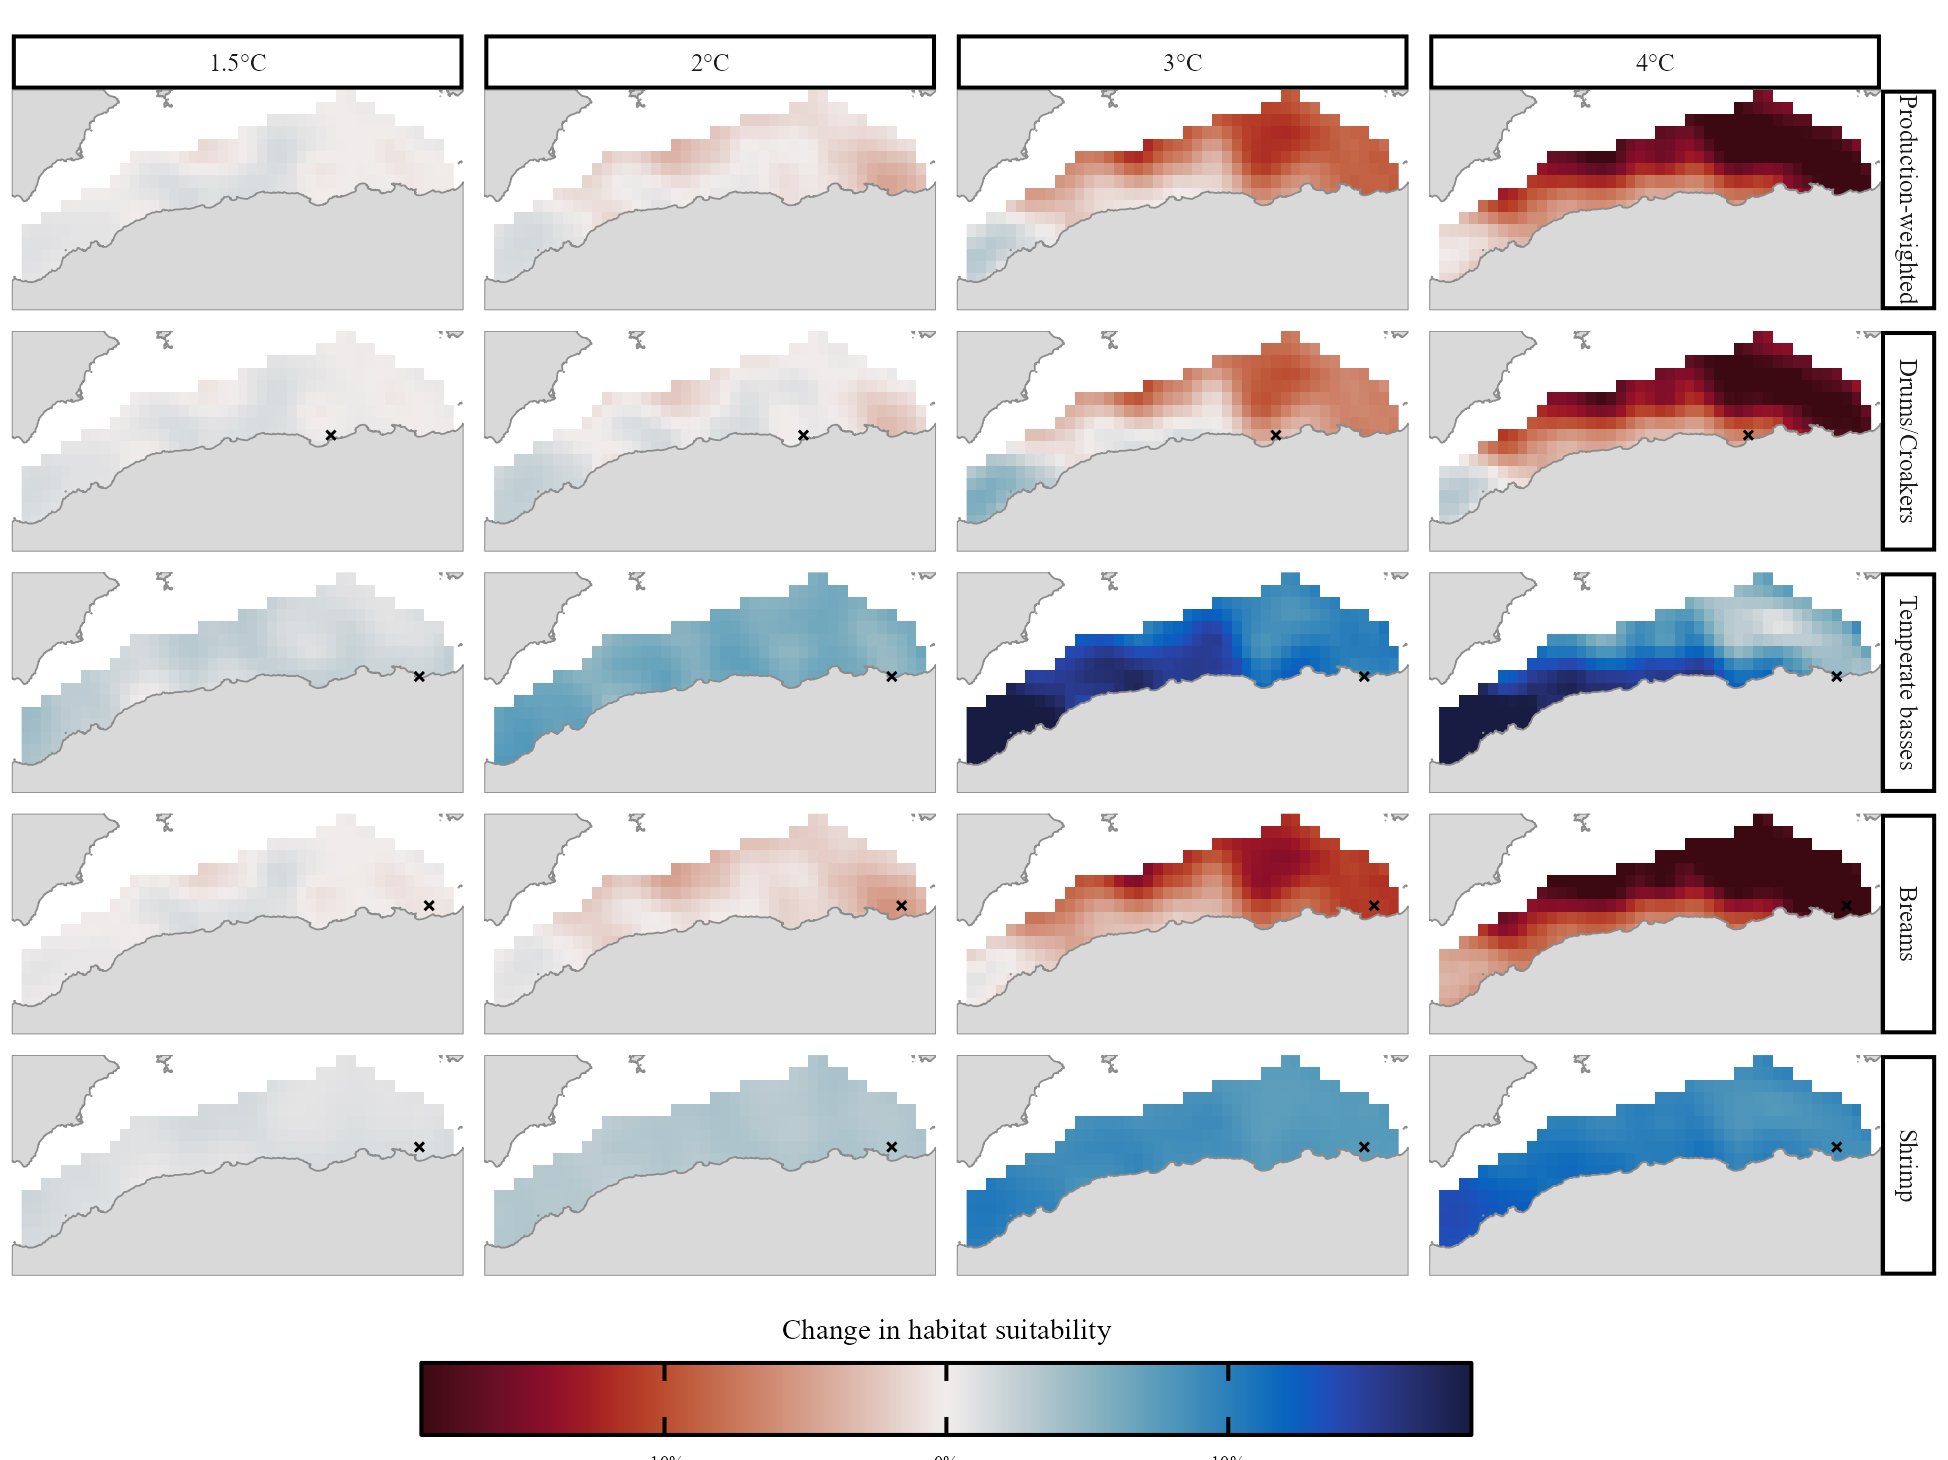 1.5°C
2°C
3°C
4°C
Production-weighted
Drums/Croakers
Temperate basses
Breams
Shrimp
Change in habitat suitability